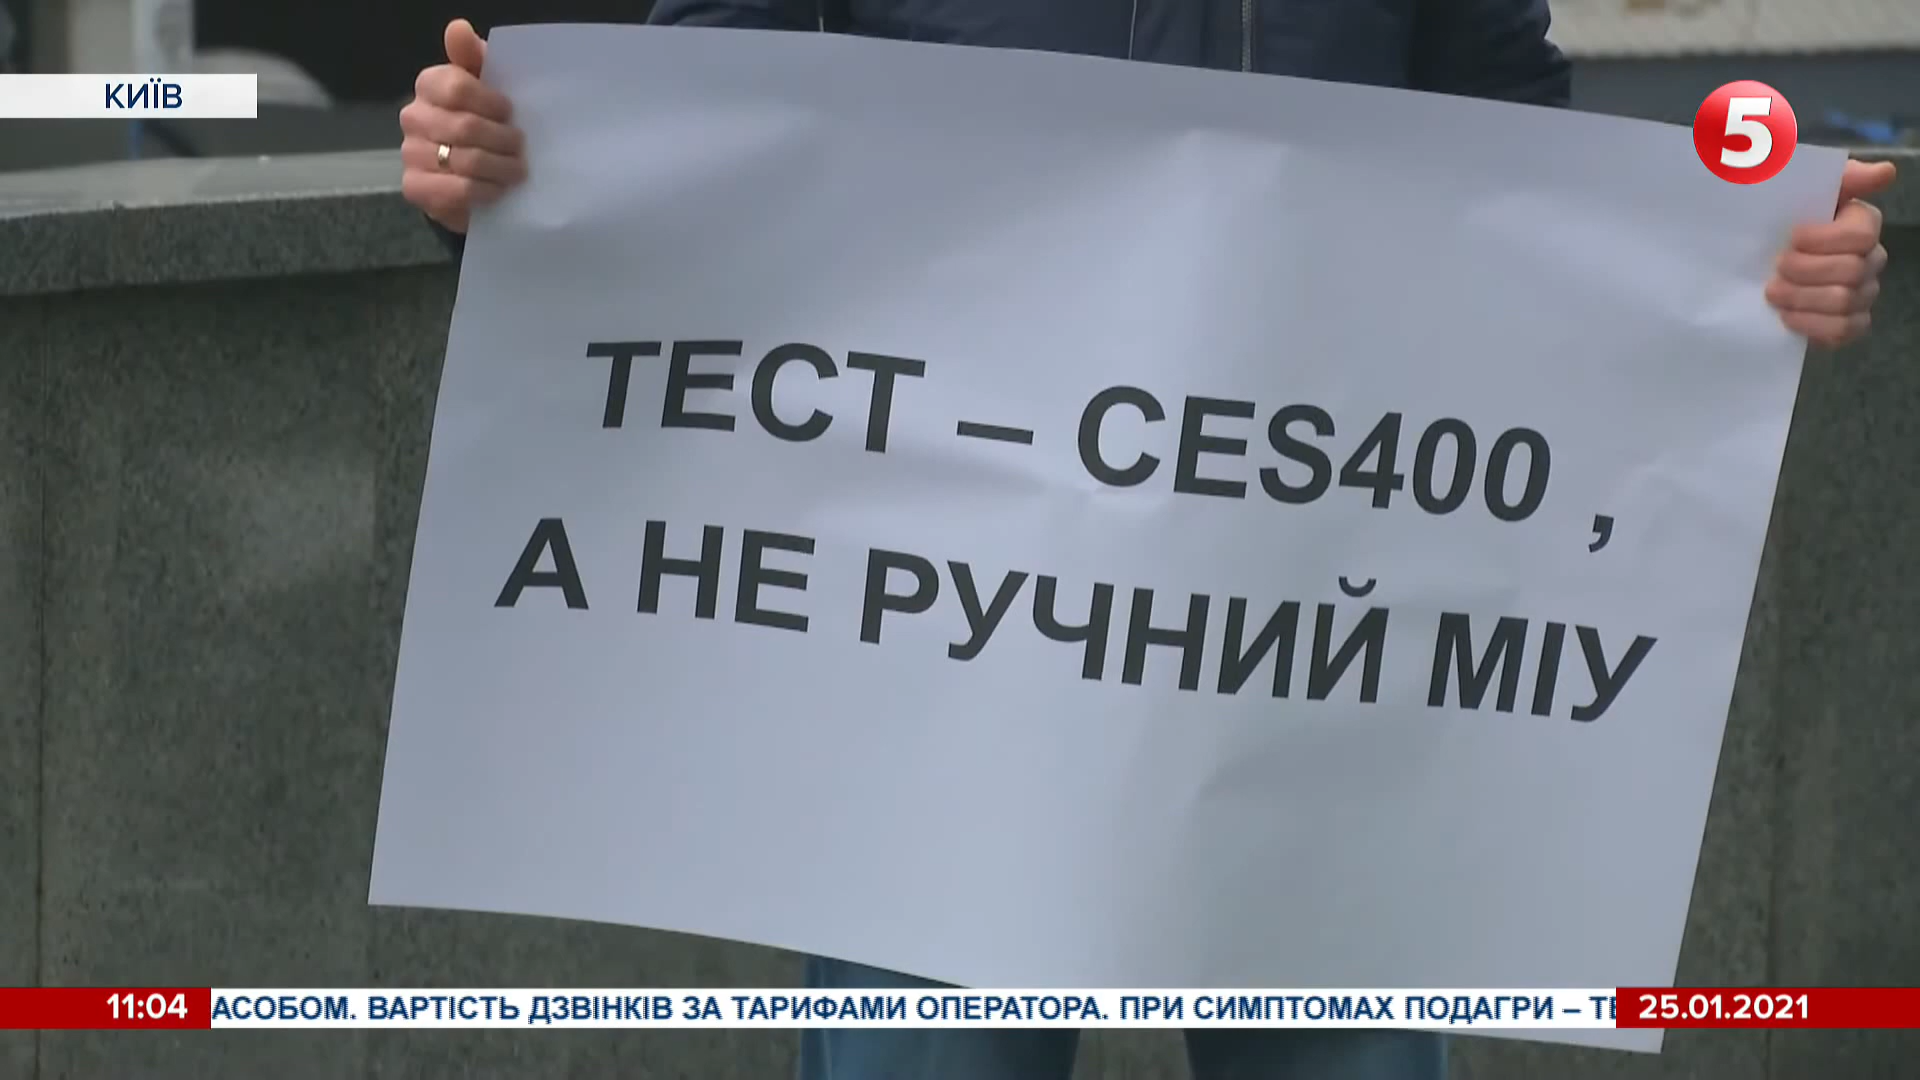 КИЇВ
5
ТЕСТ – CES400 ,
А НЕ РУЧНИЙ МІУ
11:04
АСОБОМ. ВАРТІСТЬ ДЗВІНКІВ ЗА ТАРИФАМИ ОПЕРАТОРА. ПРИ СИМПТОМАХ ПОДАГРИ – ТЕ
25.01.2021